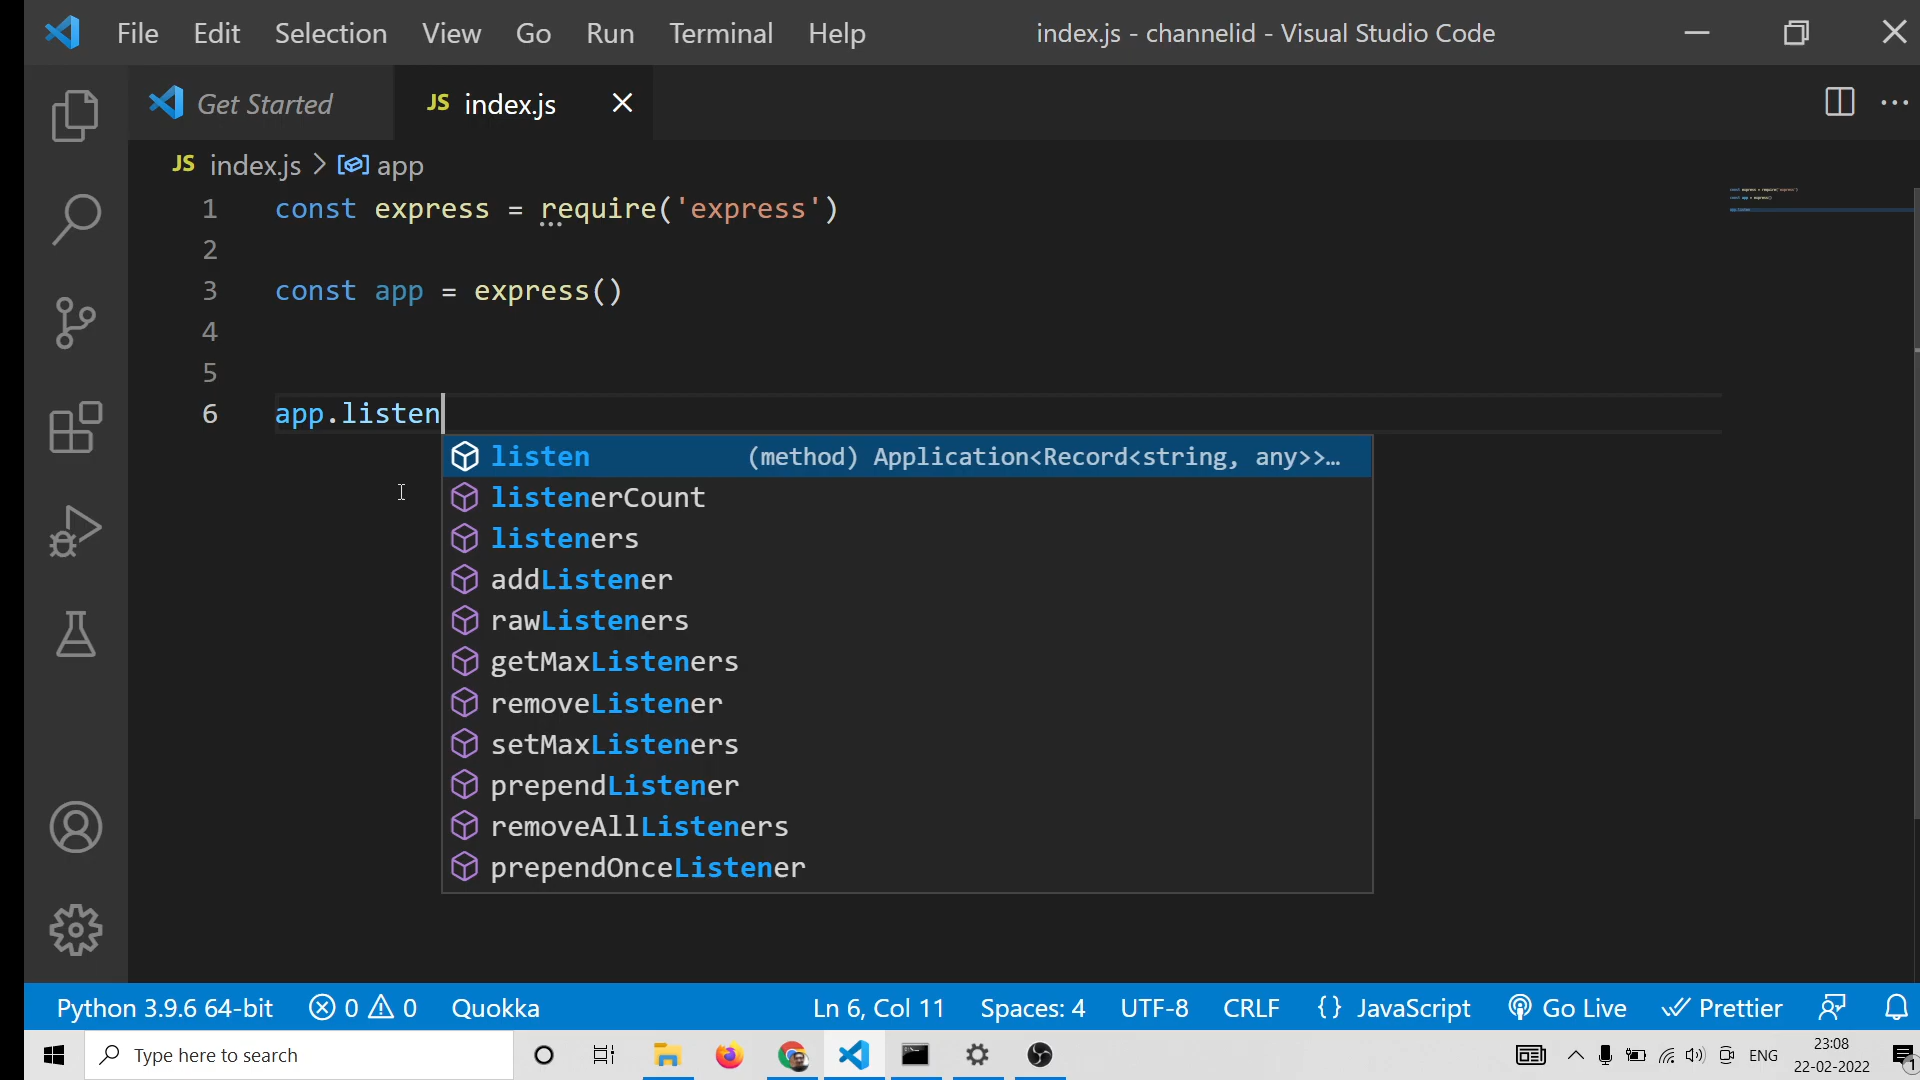 File Edit Selection View Go Run Terminal Help index.js - channelid - Visual Studio Code
Get Started JS index.js
JS index.js > app
1 const express = require('express')
2
3 const app = express()
4
5
6 app.listen
listen (method) Application<Record<string, any>>…
listenerCount
listeners
addListener
rawListeners
getMaxListeners
removeListener
setMaxListeners
prependListener
removeAllListeners
prependOnceListener
Python 3.9.6 64-bit 0 0 Quokka Ln 6, Col 11 Spaces: 4 UTF-8 CRLF {} JavaScript Go Live Prettier
Type here to search ENG 23:08
22-02-2022 1